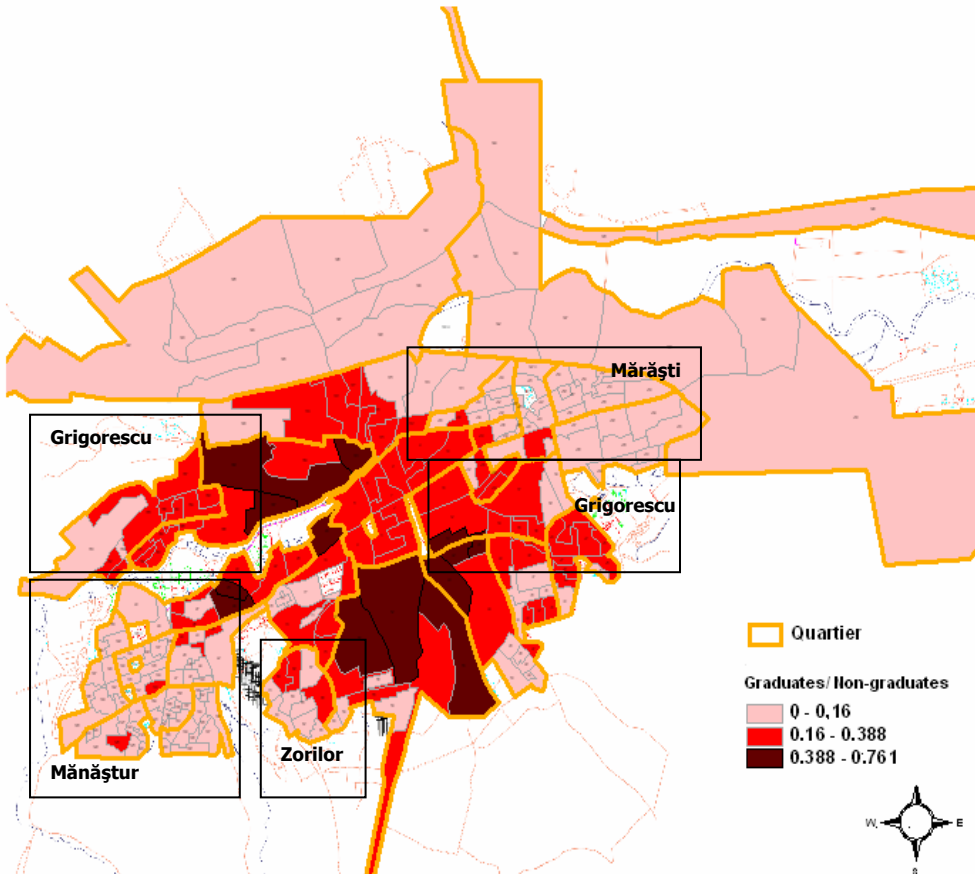 Mărăşti
Grigorescu
Grigorescu
Quartier
Graduates/ Non-graduates
0 - 0,16
0.16 - 0.388
0.388 - 0.761
Zorilor
Mănăştur
W
E
S